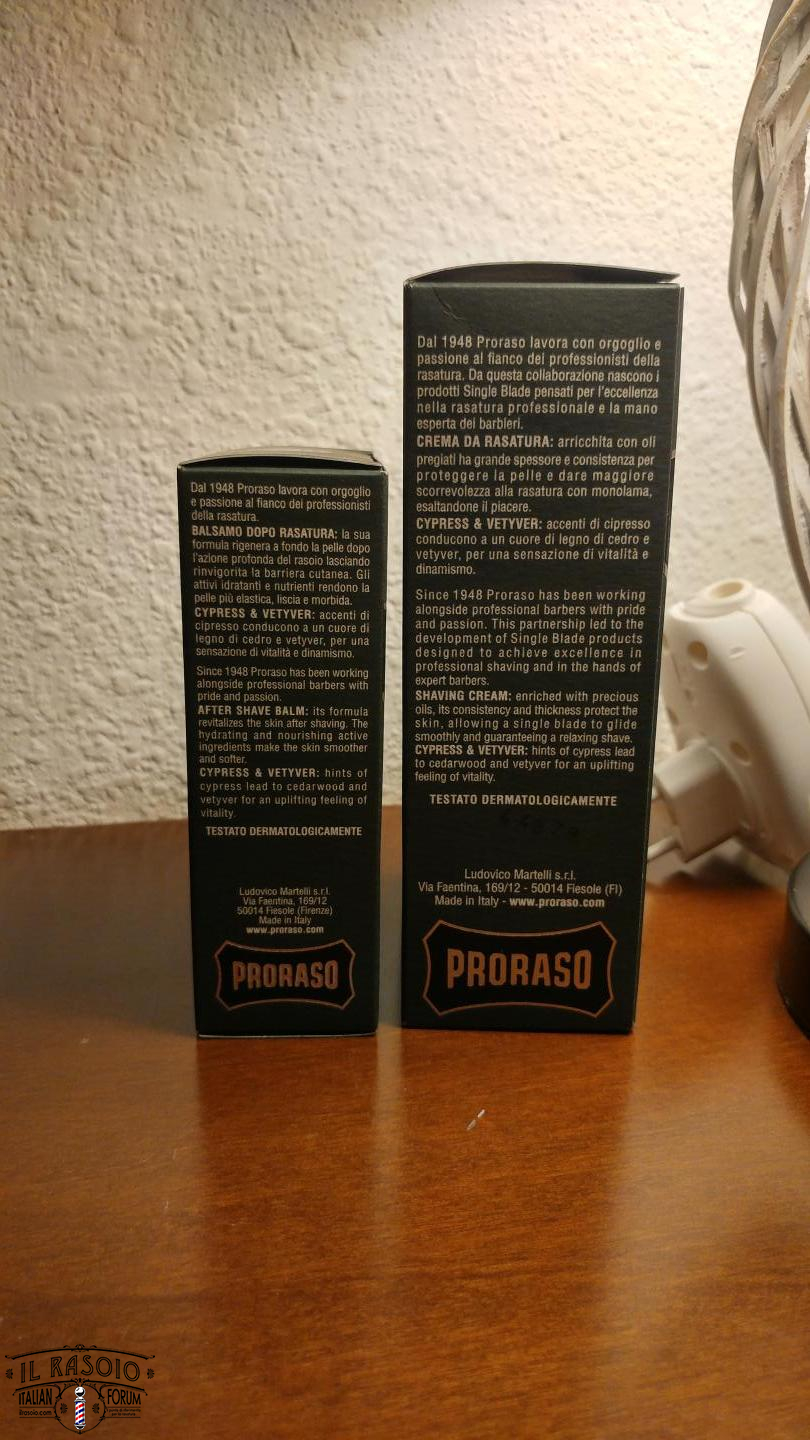 Dal 1948 Proraso lavora con orgoglio
e passione al fianco dei professionisti
della rasatura.
BALSAMO DOPO RASATURA: la sua
formula rigenera a fondo la pelle dopo
l'azione profonda del rasoio lasciando
rinvigorita la barriera cutanea. Gli
attivi idratanti e nutrienti rendono la
pelle più elastica, liscia e morbida.
CYPRESS & VETYVER: accenti di
cipresso conducono a un cuore di
legno di cedro e vetyver, per una
sensazione di vitalità e dinamismo.
Since 1948 Proraso has been working
alongside professional barbers with
pride and passion.
AFTER SHAVE BALM: its formula
revitalizes the skin after shaving. The
hydrating and nourishing active
ingredients make the skin smoother
and softer.
CYPRESS & VETYVER: hints of
cypress lead to cedarwood and
vetyver for an uplifting feeling of
vitality.
TESTATO DERMATOLOGICAMENTE
Ludovico Martelli s.r.l.
Via Faentina, 169/12
50014 Fiesole (Firenze)
Made in Italy
www.proraso.com
PRORASO
Dal 1948 Proraso lavora con orgoglio e
passione al fianco dei professionisti della
rasatura. Da questa collaborazione nascono i
prodotti Single Blade pensati per l'eccellenza
nella rasatura professionale e la mano
esperta dei barbieri.
CREMA DA RASATURA: arricchita con oli
pregiati ha grande spessore e consistenza per
proteggere la pelle e dare maggiore
scorrevolezza alla rasatura con monolama,
esaltandone il piacere.
CYPRESS & VETYVER: accenti di cipresso
conducono a un cuore di legno di cedro e
vetyver, per una sensazione di vitalità e
dinamismo.
Since 1948 Proraso has been working
alongside professional barbers with pride
and passion. This partnership led to the
development of Single Blade products
designed to achieve excellence in
professional shaving and in the hands of
expert barbers.
SHAVING CREAM: enriched with precious
oils, its consistency and thickness protect the
skin, allowing a single blade to glide
smoothly and guaranteeing a relaxing shave.
CYPRESS & VETYVER: hints of cypress lead
to cedarwood and vetyver for an uplifting
feeling of vitality.
TESTATO DERMATOLOGICAMENTE
Ludovico Martelli s.r.l.
Via Faentina, 169/12 - 50014 Fiesole (FI)
Made in Italy - www.proraso.com
PRORASO
IL RASOIO
ITALIAN FORUM